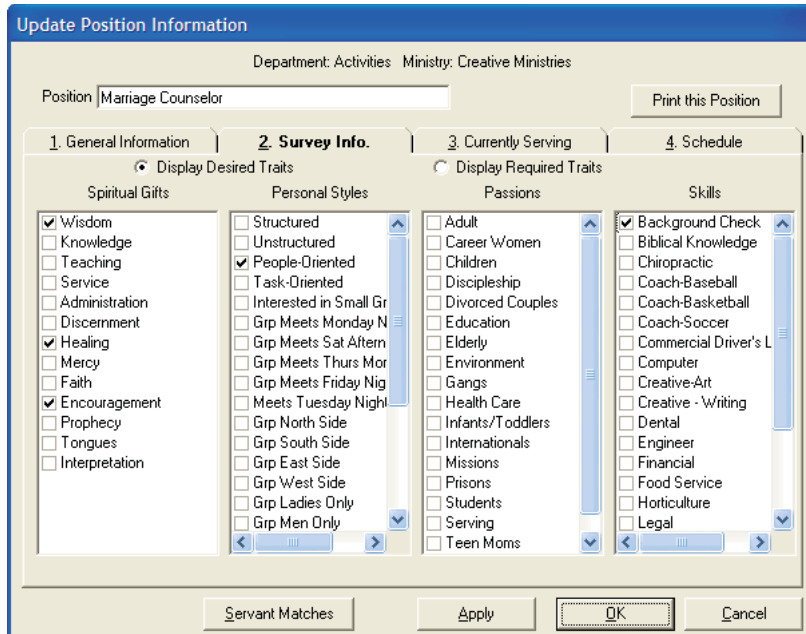 Update Position Information
Department: Activities Ministry: Creative Ministries
Position Marriage Counselor
Print this Position
1. General Information
2. Survey Info.
3. Currently Serving
4. Schedule
Display Desired Traits
Display Required Traits
Spiritual Gifts
Wisdom
Knowledge
Teaching
Service
Administration
Discernment
Healing
Mercy
Faith
Encouragement
Prophecy
Tongues
Interpretation
Personal Styles
Structured
Unstructured
People-Oriented
Task-Oriented
Interested in Small Gr
Grp Meets Monday N
Grp Meets Sat Aftern
Grp Meets Thurs Mor
Grp Meets Friday Nig
Meets Tuesday Night
Grp North Side
Grp South Side
Grp East Side
Grp West Side
Grp Ladies Only
Grp Men Only
Passions
Adult
Career Women
Children
Discipleship
Divorced Couples
Education
Elderly
Environment
Gangs
Health Care
Infants/Toddlers
Internationals
Missions
Prisons
Students
Serving
Teen Moms
Skills
Background Check
Biblical Knowledge
Chiropractic
Coach-Baseball
Coach-Basketball
Coach-Soccer
Commercial Driver's L
Computer
Creative-Art
Creative - Writing
Dental
Engineer
Financial
Food Service
Horticulture
Legal
Servant Matches
Apply
OK
Cancel